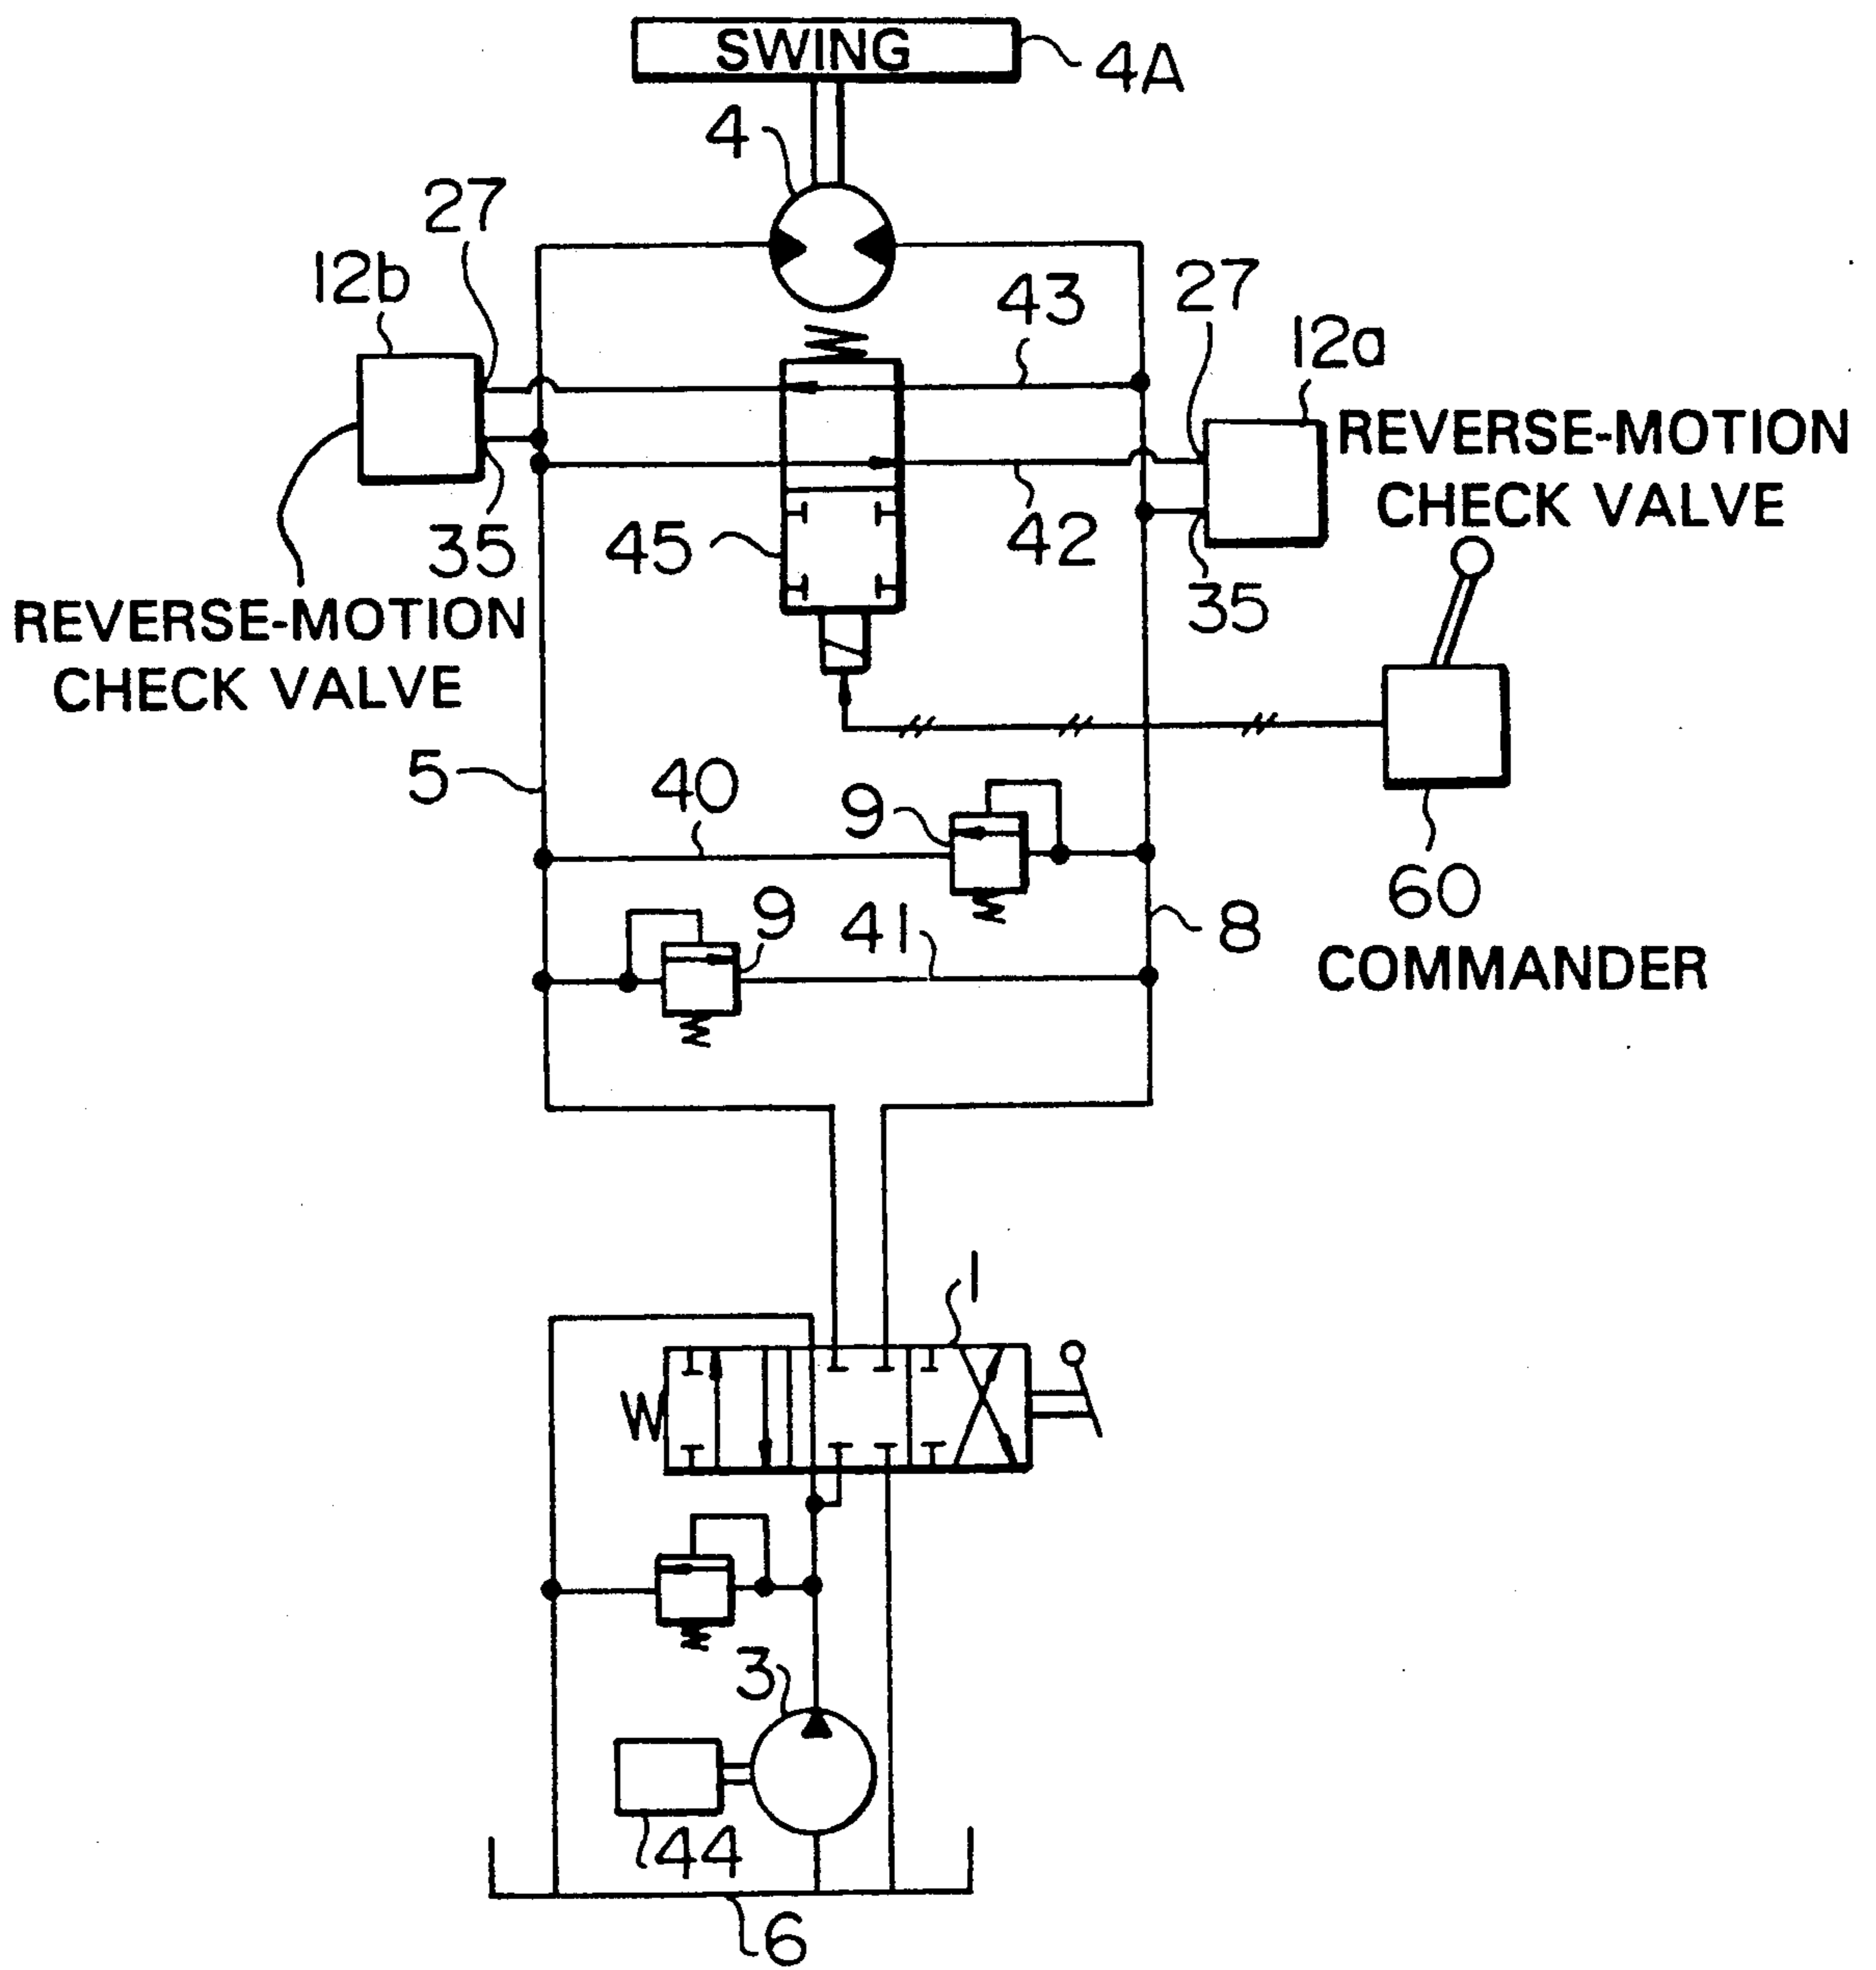 SWING
4A
4
27
12b
43
27
12a
REVERSE-MOTION
CHECK VALVE
35
45
42
35
REVERSE-MOTION
CHECK VALVE
5
40
9
60
COMMANDER
9
41
8
1
3
44
6